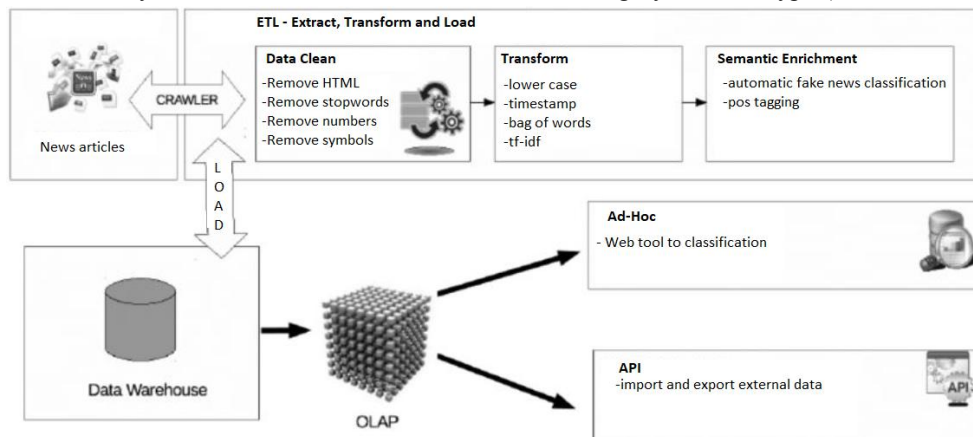 ETL - Extract, Transform and Load
Data Clean
-Remove HTML
-Remove stopwords
-Remove numbers
-Remove symbols
Transform
-lower case
-timestamp
-bag of words
-tf-idf
Semantic Enrichment
-automatic fake news classification
-pos tagging
CRAWLER
News articles
L
O
A
D
Ad-Hoc
- Web tool to classification
Data Warehouse
OLAP
API
-import and export external data
API